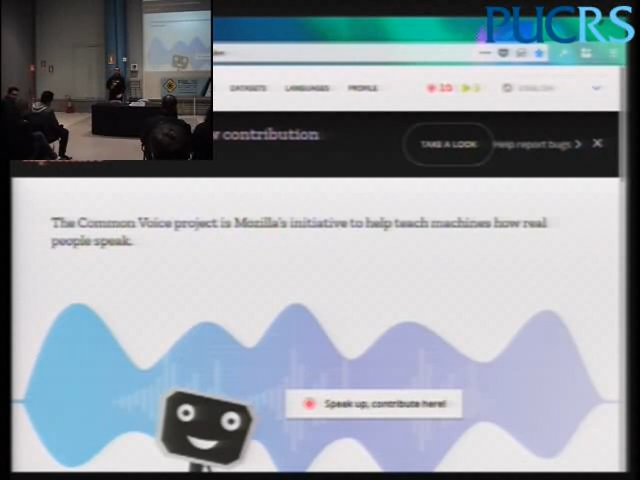 PUCRS
DATASETS LANGUAGES PROFILE ENGLISH
contribution
TAKE A LOOK Help report bugs
The Common Voice project is Mozilla's initiative to help teach machines how real
people speak.
Speak up, contribute here!